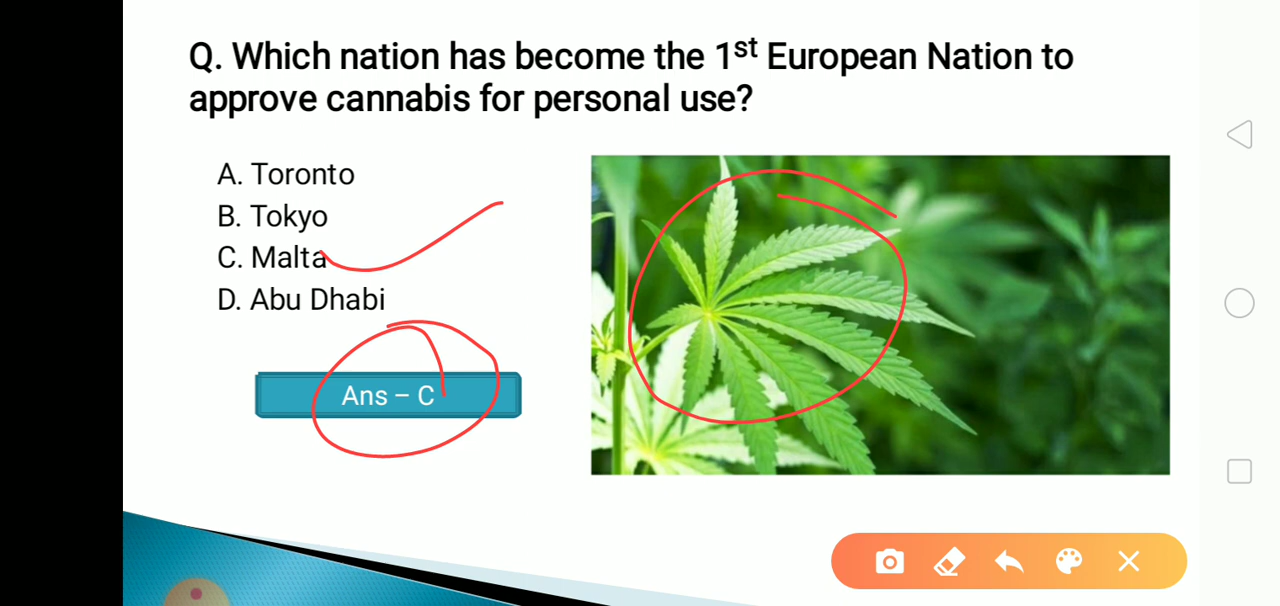 Q. Which nation has become the 1st European Nation to
approve cannabis for personal use?
A. Toronto
B. Tokyo
C. Malta
D. Abu Dhabi
Ans – C